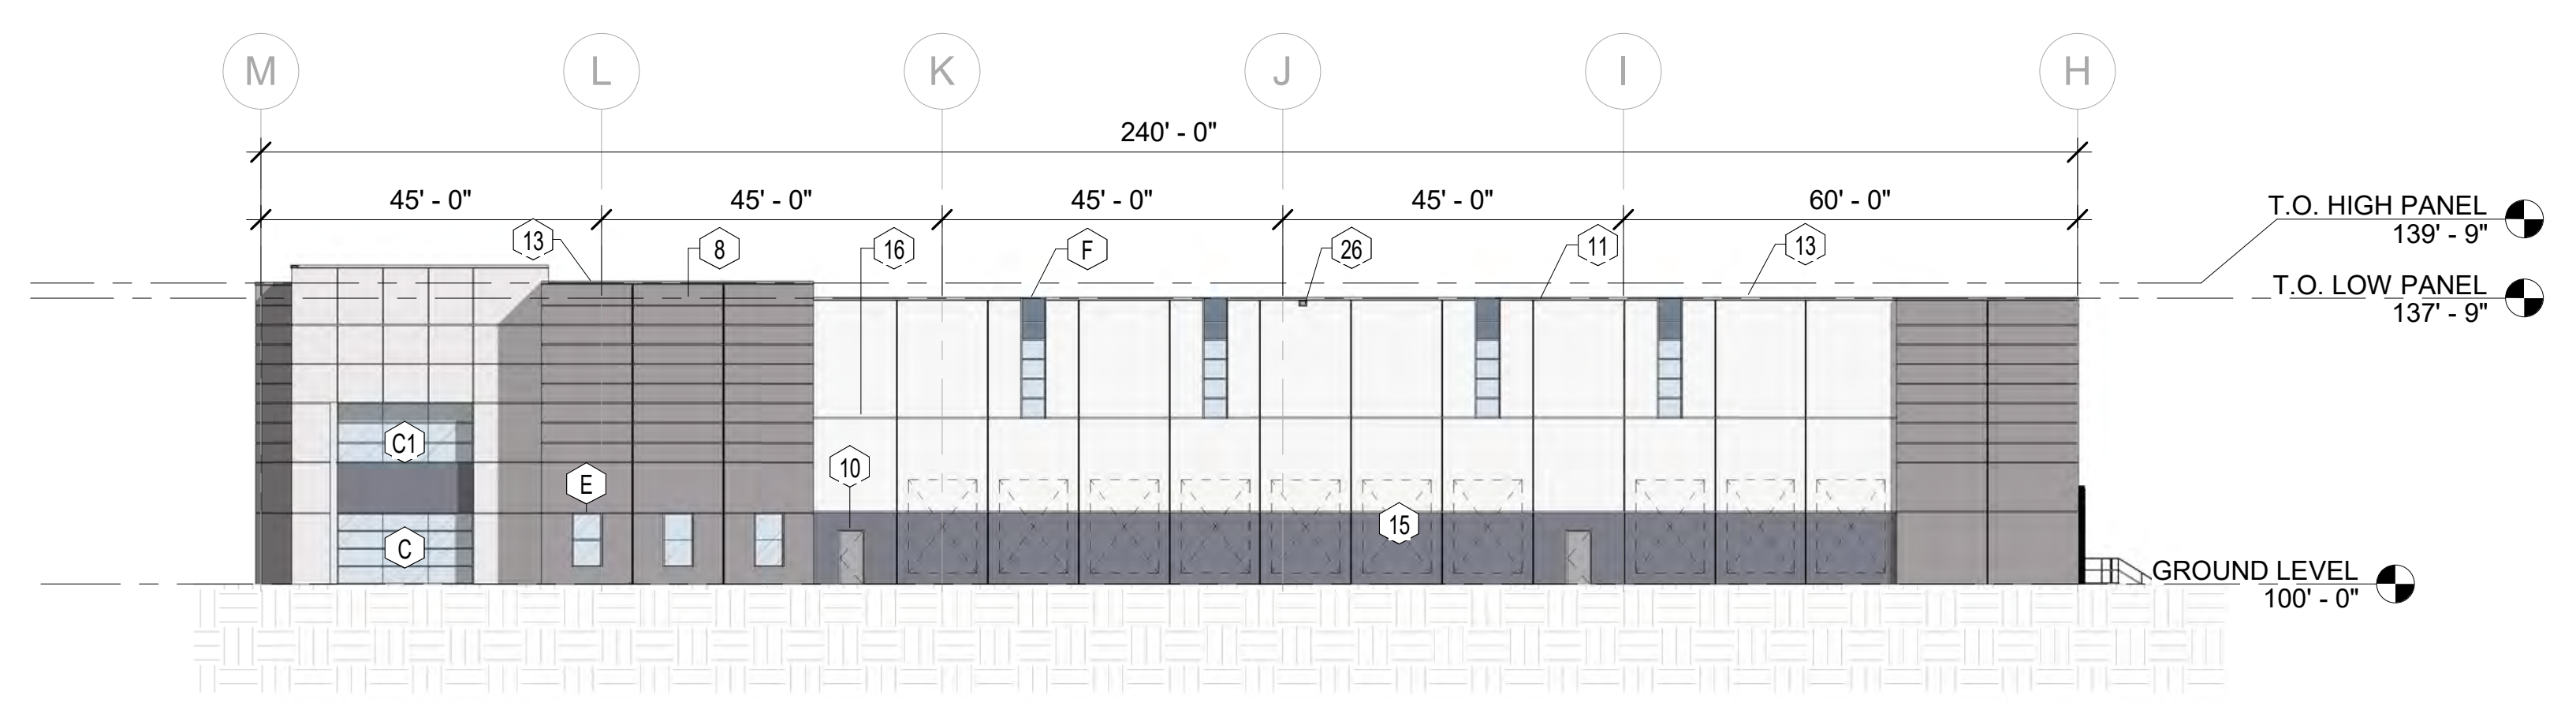 M L K J I H
240' - 0"
45' - 0" 45' - 0" 45' - 0" 45' - 0" 60' - 0"
T.O. HIGH PANEL
139' - 9"
13 8 16 F 26 11 13
T.O. LOW PANEL
137' - 9"
C1
10
E
15
C
GROUND LEVEL
100' - 0"